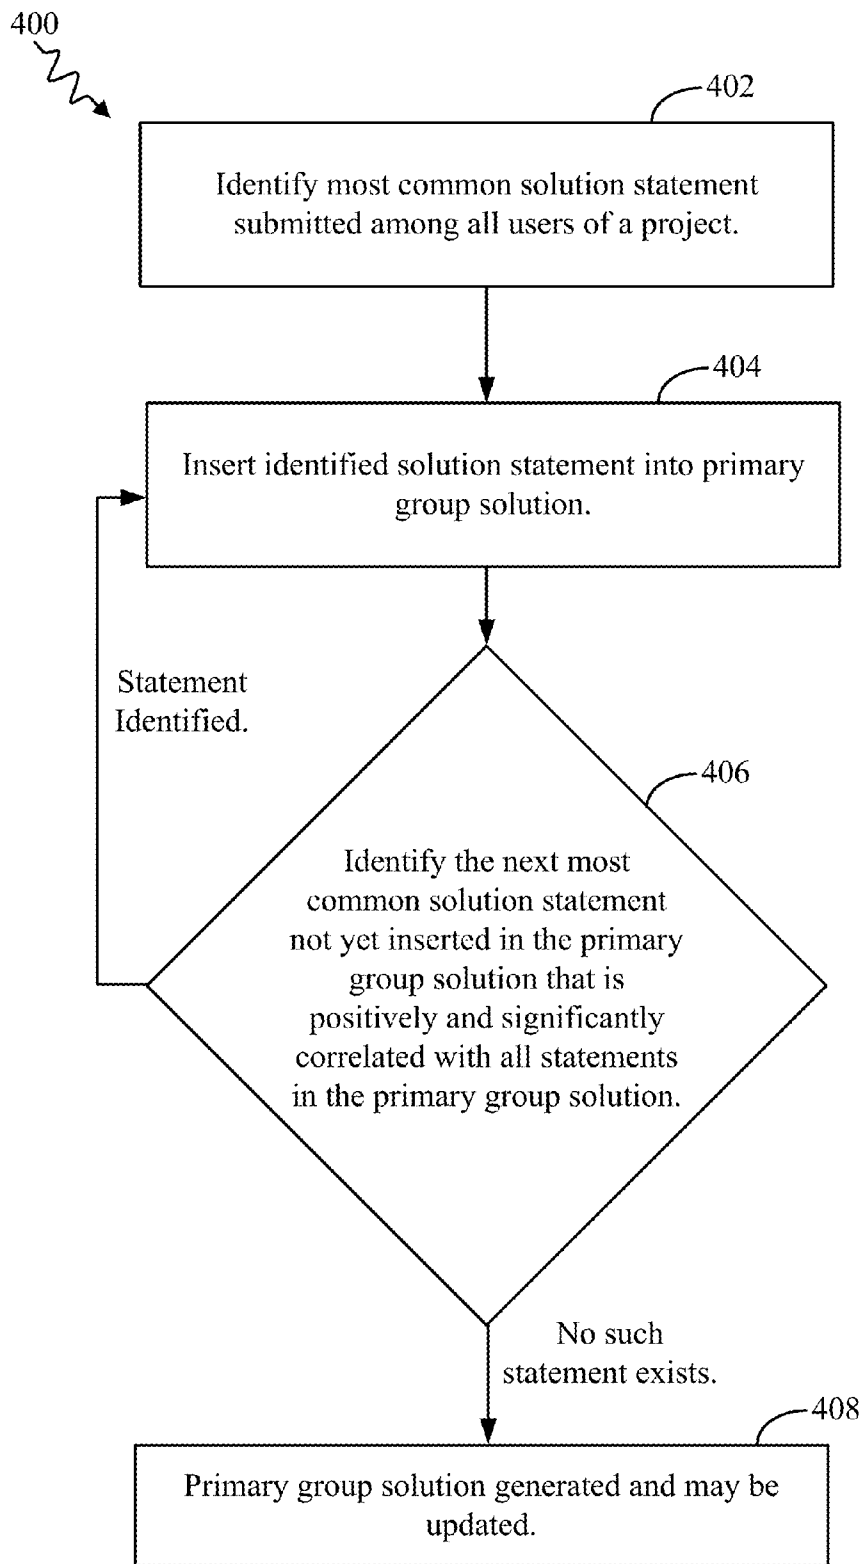 400
402
Identify most common solution statement
submitted among all users of a project.
404
Insert identified solution statement into primary
group solution.
Statement
Identified.
406
Identify the next most
common solution statement
not yet inserted in the primary
group solution that is
positively and significantly
correlated with all statements
in the primary group solution.
No such
statement exists.
408
Primary group solution generated and may be
updated.